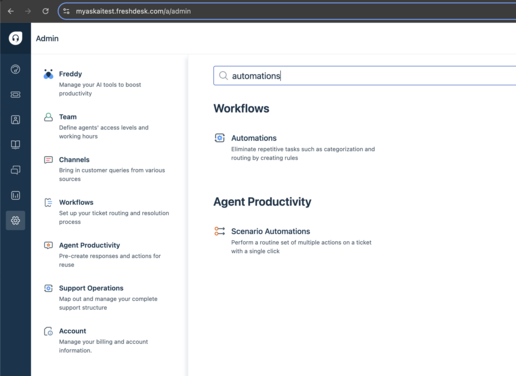 myaskaitest.freshdesk.com/a/admin
Admin
Freddy
Manage your AI tools to boost
productivity
Team
Define agents' access levels and
working hours
Channels
Bring in customer queries from various
sources
Workflows
Set up your ticket routing and resolution
process
Agent Productivity
Pre-create responses and actions for
reuse
Support Operations
Map out and manage your complete
support structure
Account
Manage your billing and account
information.
automations
Workflows
Automations
Eliminate repetitive tasks such as categorization and
routing by creating rules
Agent Productivity
Scenario Automations
Perform a routine set of multiple actions on a ticket
with a single click